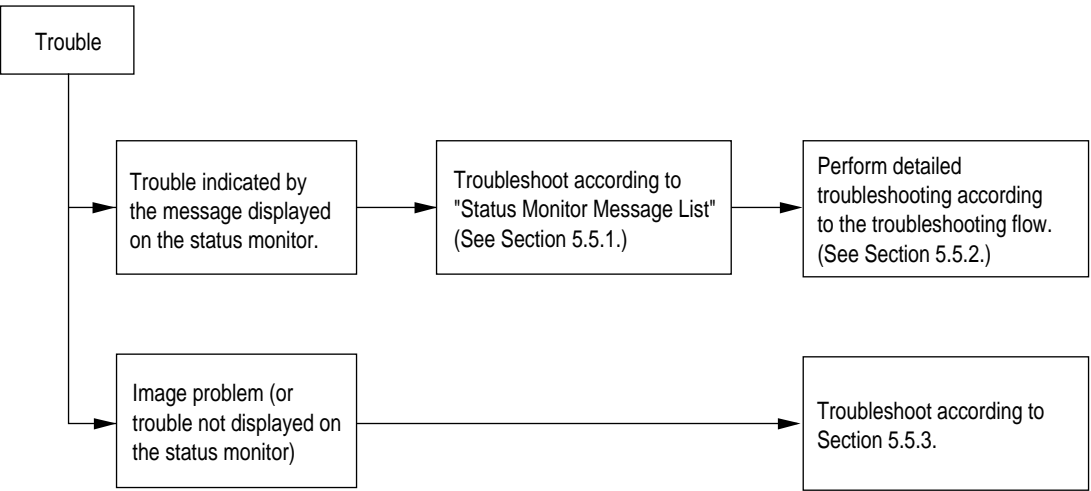 Trouble
Trouble indicated by
the message displayed
on the status monitor.
Troubleshoot according to
"Status Monitor Message List"
(See Section 5.5.1.)
Perform detailed
troubleshooting according
to the troubleshooting flow.
(See Section 5.5.2.)
Image problem (or
trouble not displayed on
the status monitor)
Troubleshoot according to
Section 5.5.3.